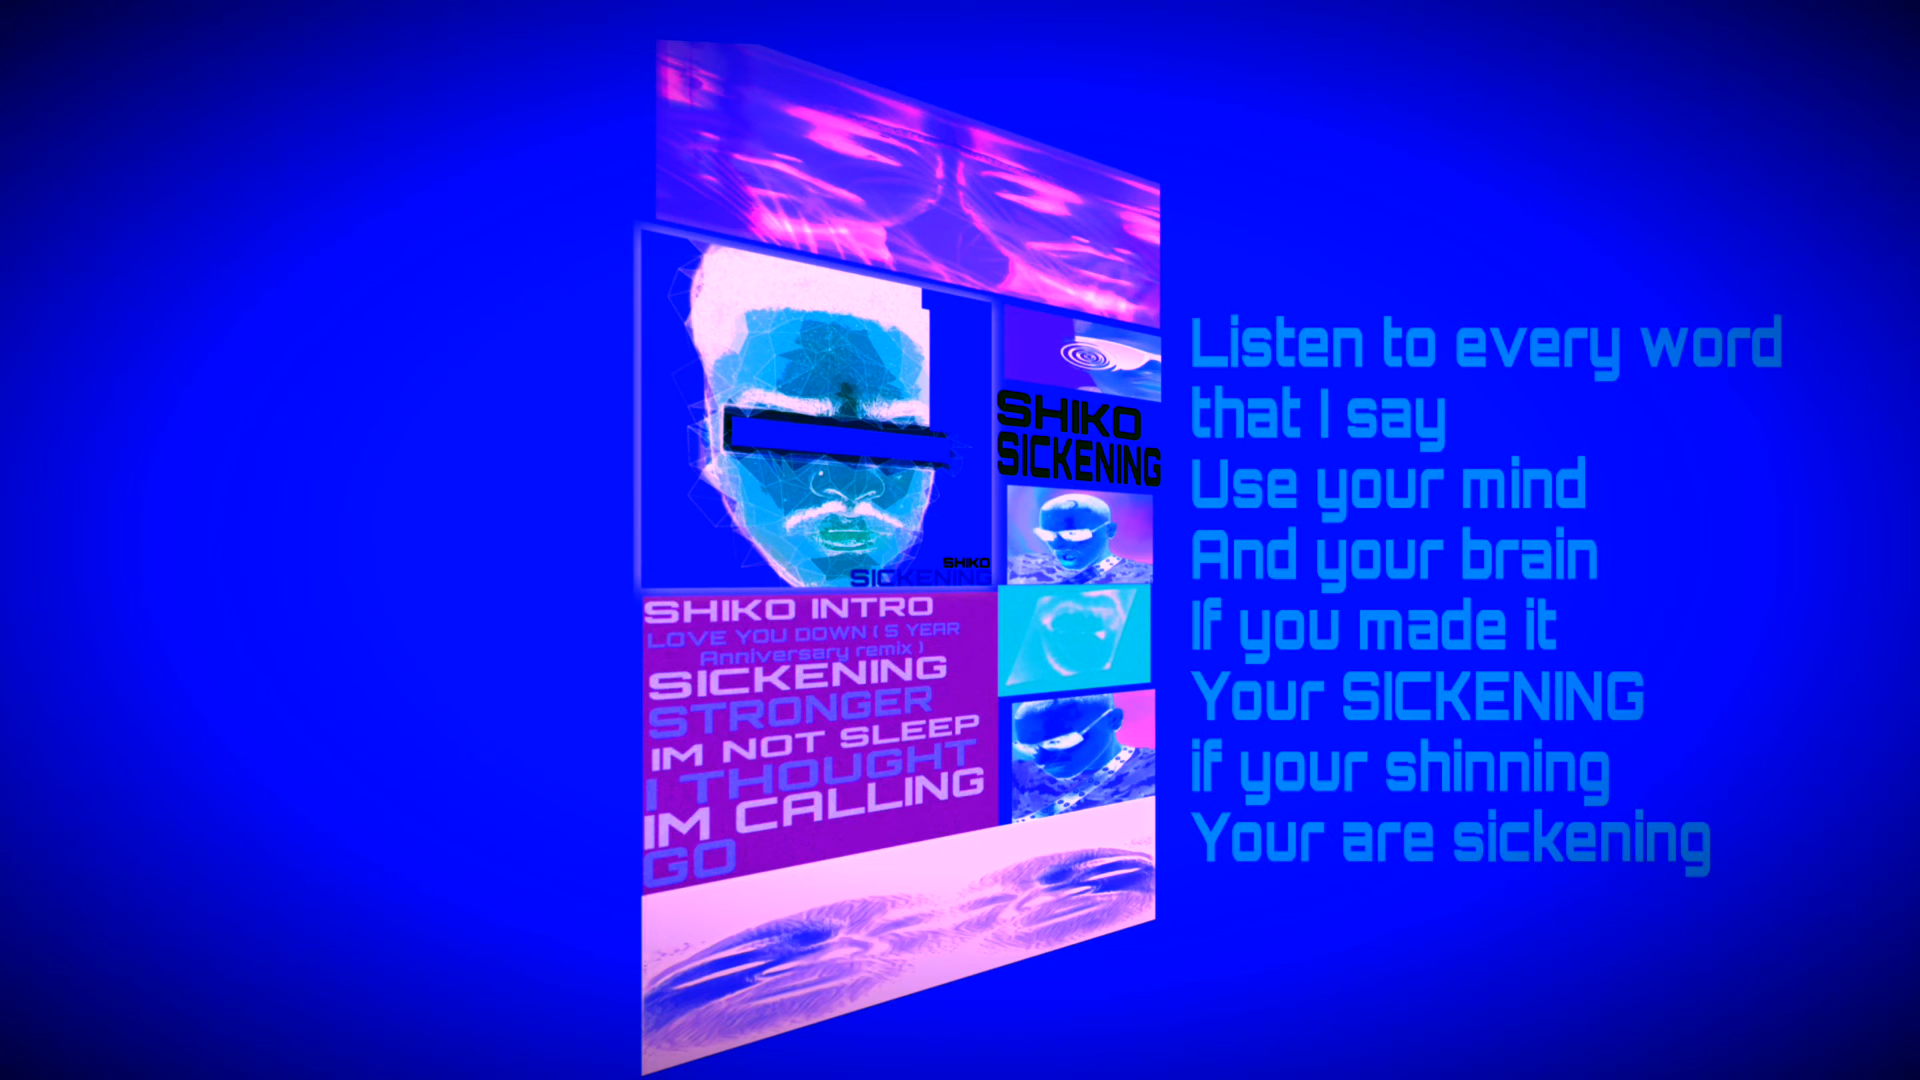 SHIKO
SICKENING
SHIKO
SICKENING
SHIKO INTRO
LOVE YOU DOWN ( 5 YEAR
Anniversary remix )
SICKENING
STRONGER
IM NOT SLEEP
I THOUGHT
IM CALLING
GO
Listen to every word
that I say
Use your mind
And your brain
If you made it
Your SICKENING
if your shinning
Your are sickening